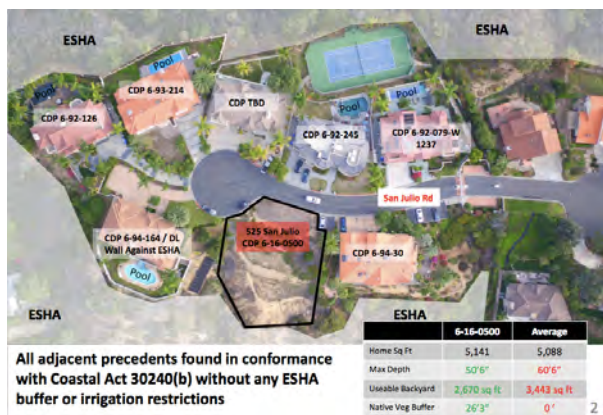 ESHA
ESHA
Pool
CDP 6-93-214
Pool
CDP TBD
CDP 6-92-126
Pool
CDP 6-92-245
Pool
CDP 6-92-079-W
1237
San Julio Rd
CDP 6-94-164 / DL
Wall Against ESHA
Pool
525 San Julio
CDP 6-16-0500
CDP 6-94-30
ESHA
ESHA
All adjacent precedents found in conformance
with Coastal Act 30240(b) without any ESHA
buffer or irrigation restrictions
6-16-0500 Average
Home Sq Ft 5,141 5,088
Max Depth 50'6" 60'6"
Useable Backyard 2,670 sq ft 3,443 sq ft
Native Veg Buffer 26'3" 0'
2